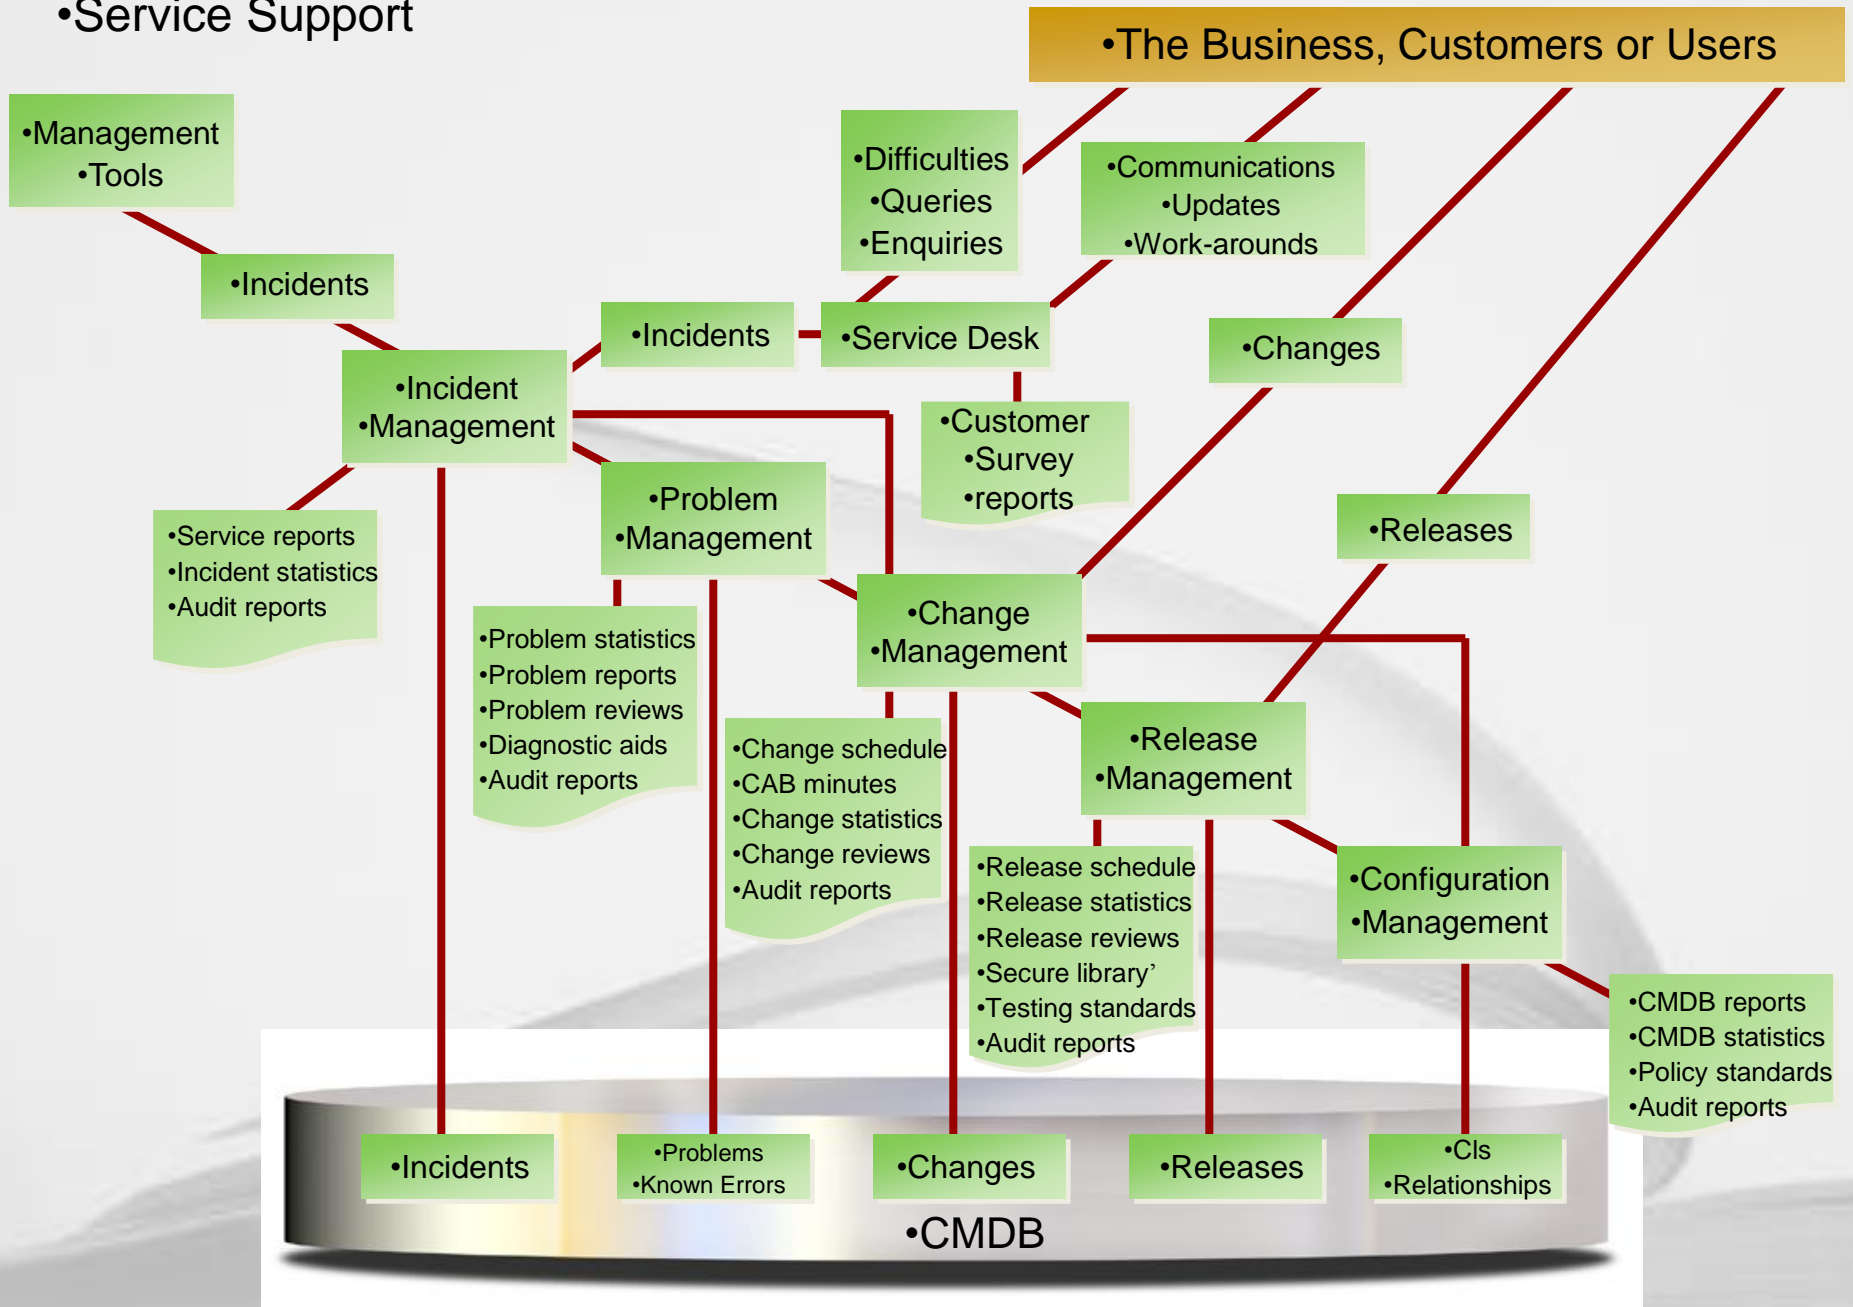 •Service Support
•The Business, Customers or Users
•Management
•Tools
•Difficulties
•Queries
•Enquiries
•Communications
•Updates
•Work-arounds
•Incidents
•Incidents
•Service Desk
•Changes
•Incident
•Management
•Customer
•Survey
•reports
•Problem
•Management
•Releases
•Service reports
•Incident statistics
•Audit reports
•Change
•Management
•Problem statistics
•Problem reports
•Problem reviews
•Diagnostic aids
•Audit reports
•Release
•Management
•Change schedule
•CAB minutes
•Change statistics
•Change reviews
•Audit reports
•Configuration
•Management
•Release schedule
•Release statistics
•Release reviews
•Secure library’
•Testing standards
•Audit reports
•CMDB reports
•CMDB statistics
•Policy standards
•Audit reports
•Incidents
•Problems
•Known Errors
•Changes
•Releases
•Cls
•Relationships
•CMDB